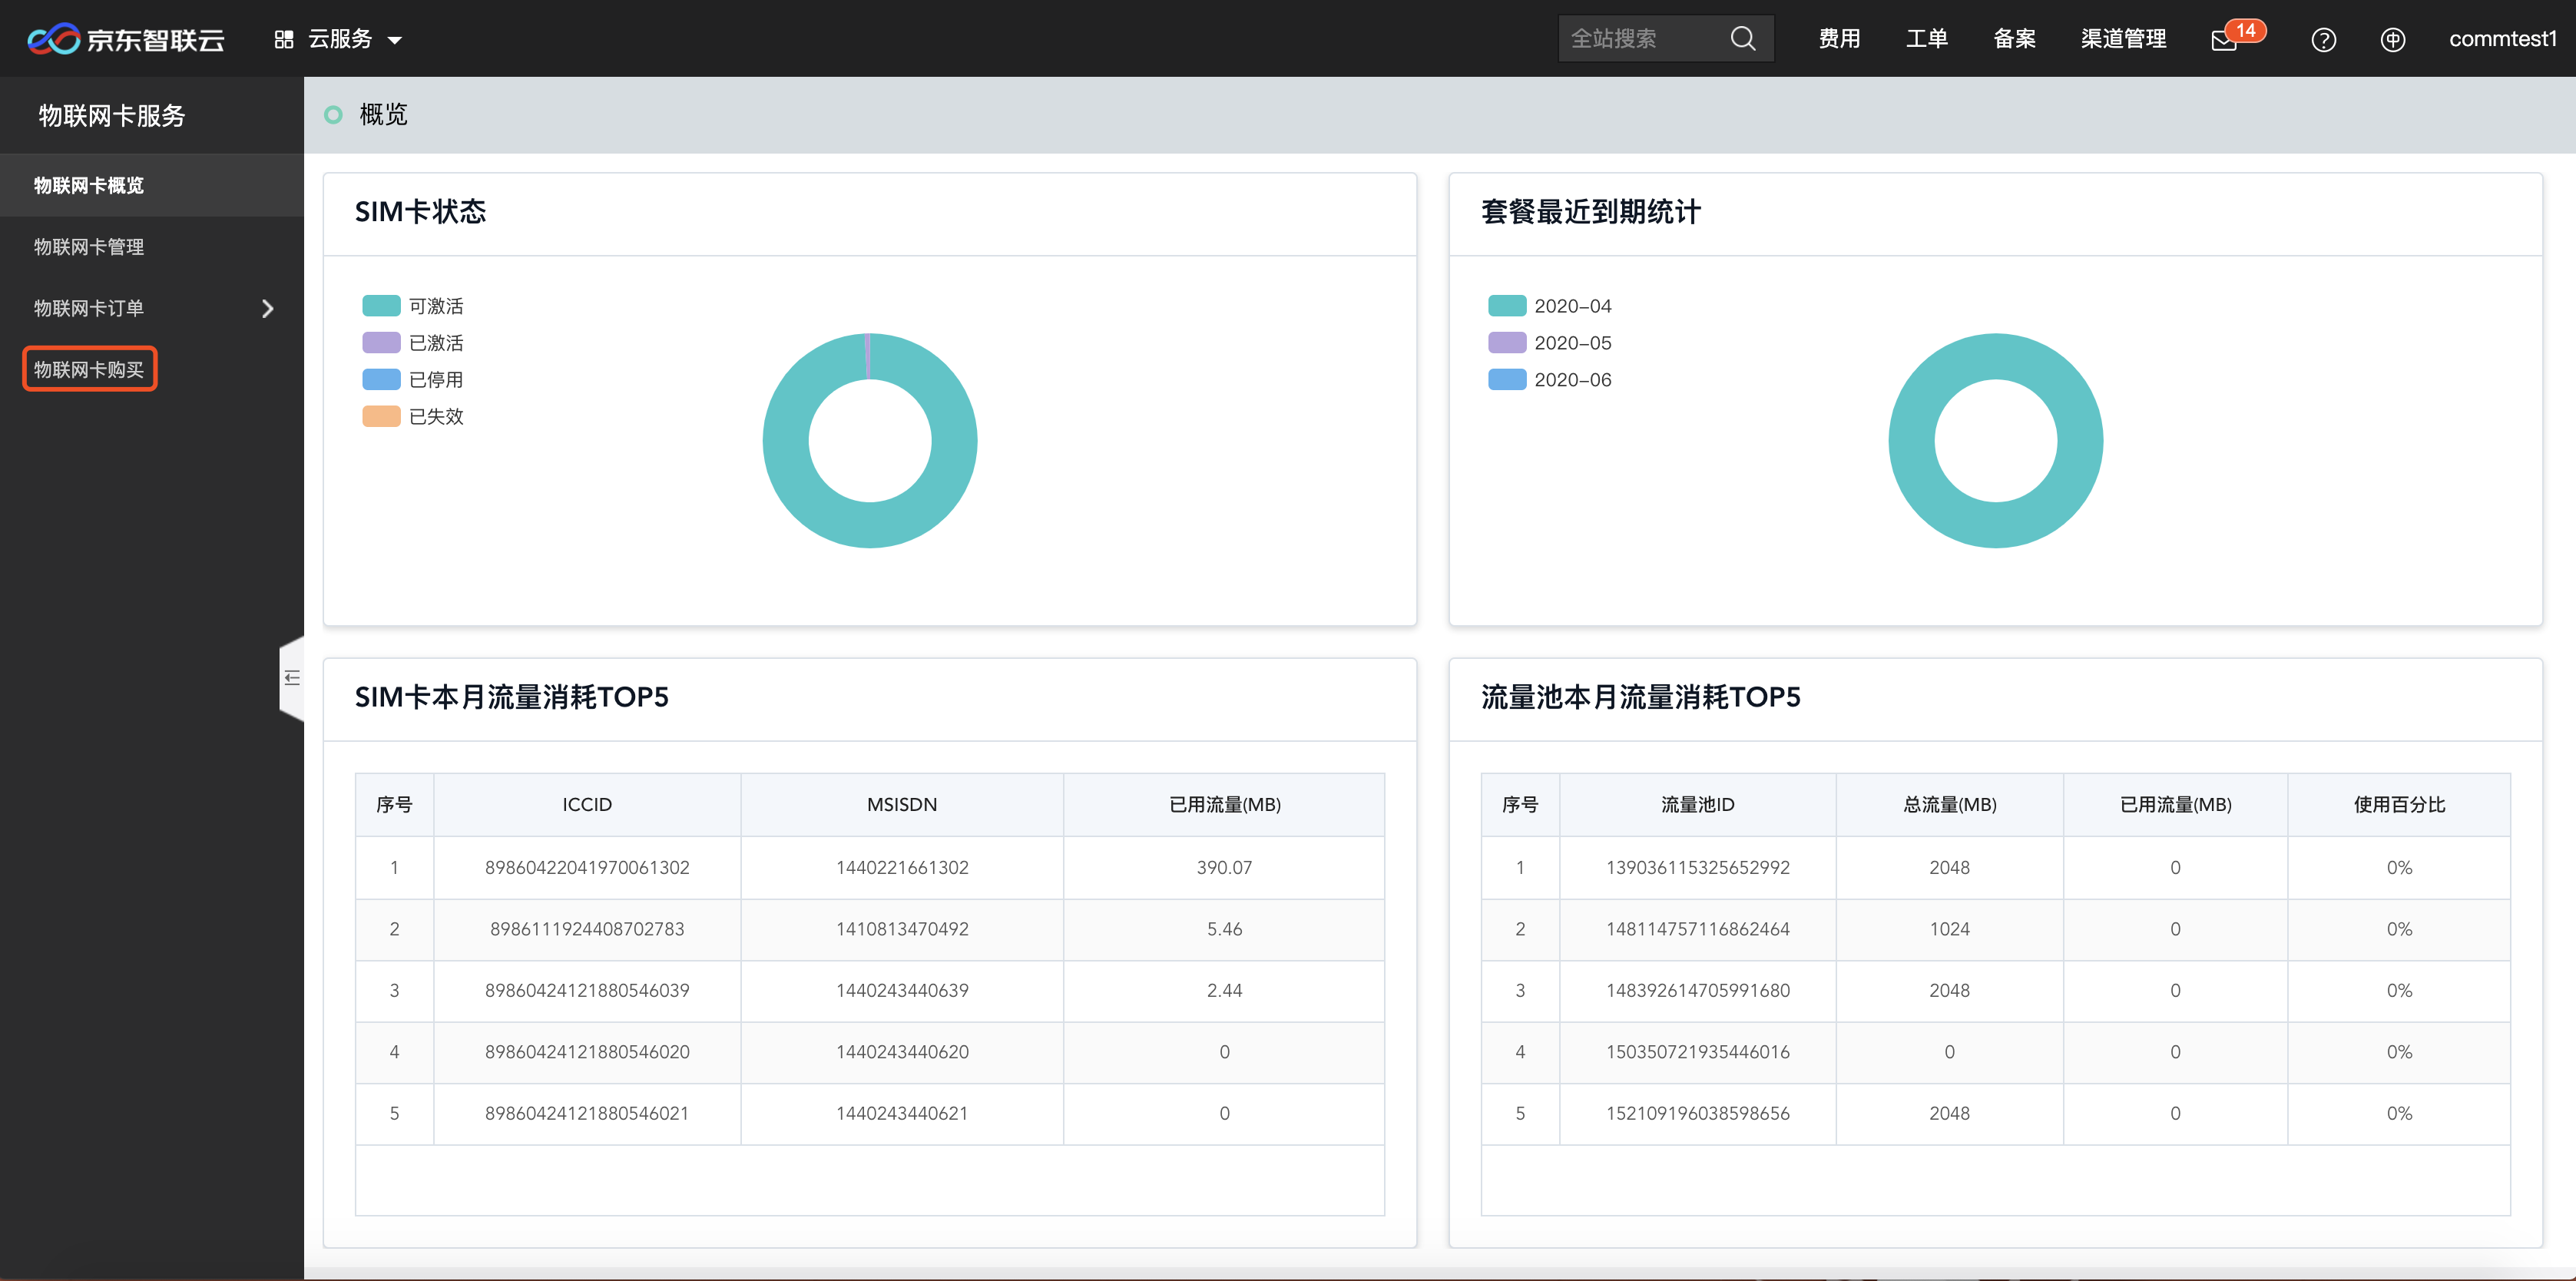 京东智联云 云服务 全站搜索 费用 工单 备案 渠道管理 14 ? 中 commtest1
物联网卡服务
物联网卡概览
物联网卡管理
物联网卡订单
物联网卡购买
概览
SIM卡状态
可激活
已激活
已停用
已失效
套餐最近到期统计
2020-04
2020-05
2020-06
SIM卡本月流量消耗TOP5
序号 ICCID MSISDN 已用流量(MB)
1 89860422041970061302 1440221661302 390.07
2 8986111924408702783 1410813470492 5.46
3 89860424121880546039 1440243440639 2.44
4 89860424121880546020 1440243440620 0
5 89860424121880546021 1440243440621 0
流量池本月流量消耗TOP5
序号 流量池ID 总流量(MB) 已用流量(MB) 使用百分比
1 139036115325652992 2048 0 0%
2 148114757116862464 1024 0 0%
3 148392614705991680 2048 0 0%
4 150350721935446016 0 0 0%
5 152109196038598656 2048 0 0%